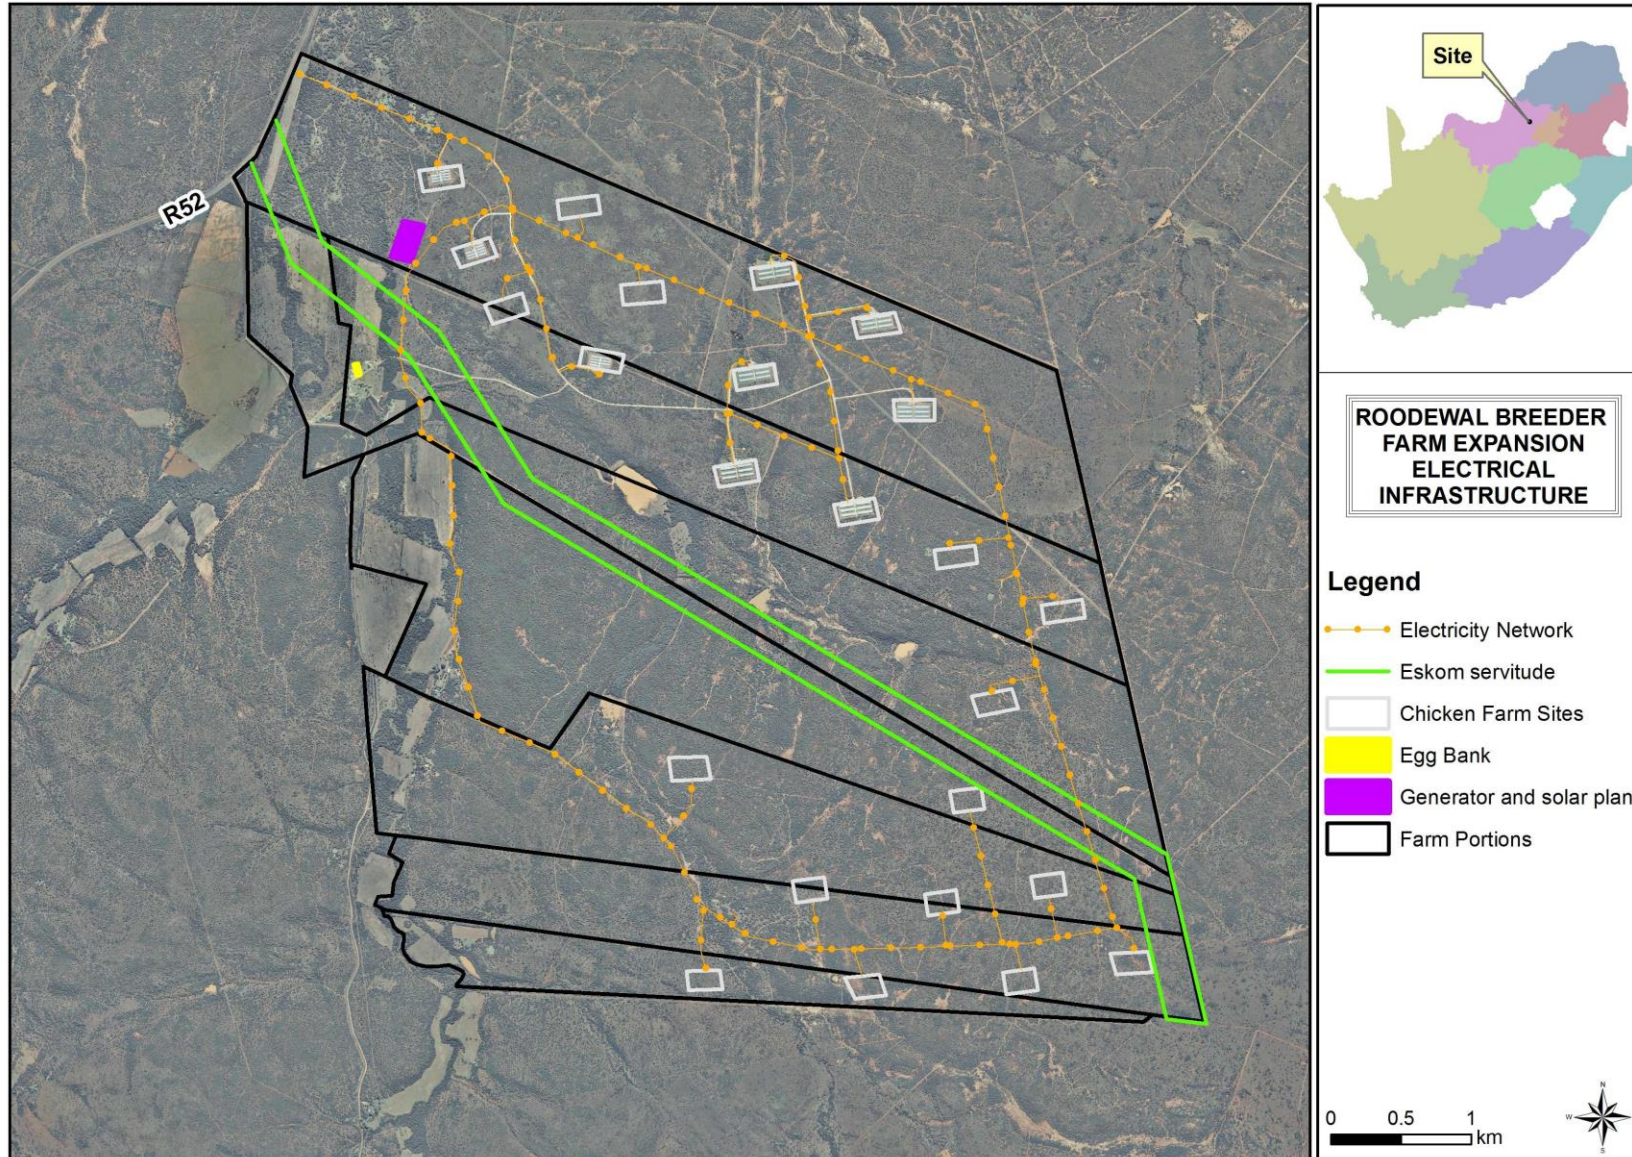 R52
Site
ROODEWAL BREEDER
FARM EXPANSION
ELECTRICAL
INFRASTRUCTURE
Legend
Electricity Network
Eskom servitude
Chicken Farm Sites
Egg Bank
Generator and solar plan
Farm Portions
0 0.5 1
km
N
W
E
S